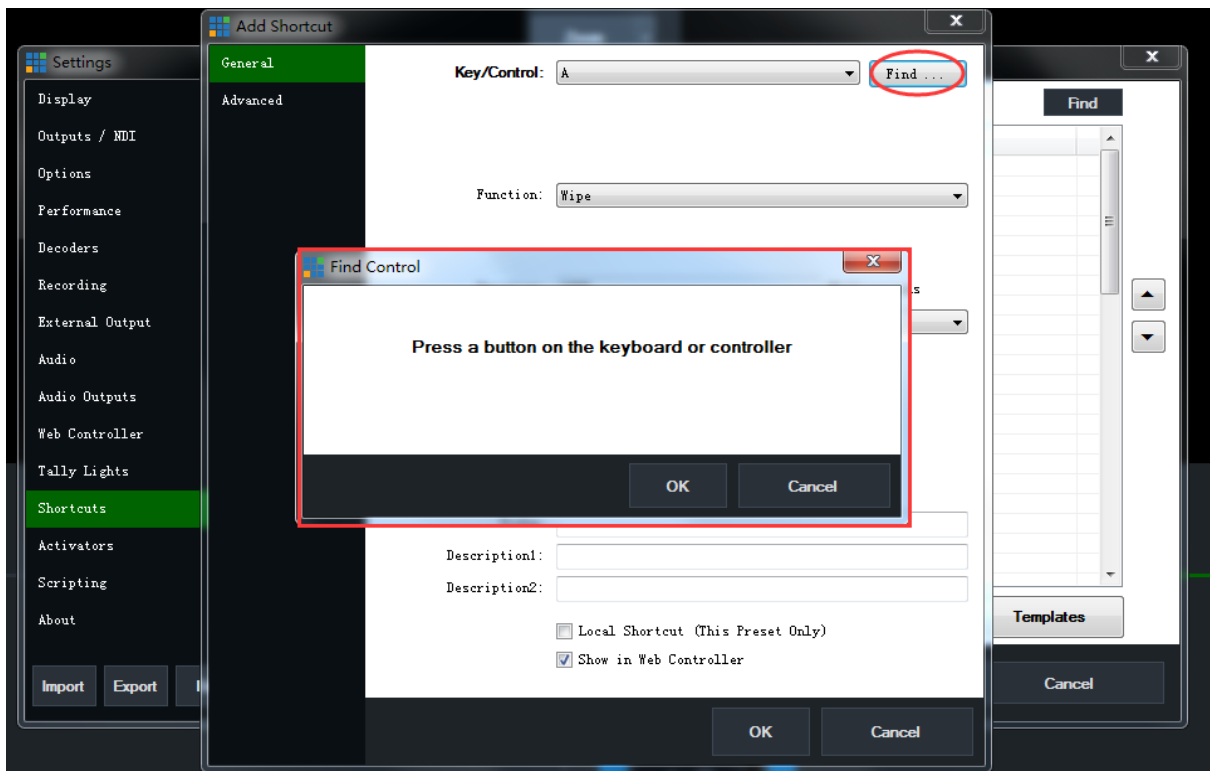 Add Shortcut
Settings
Display
Outputs / NDI
Options
Performance
Decoders
Recording
External Output
Audio
Audio Outputs
Web Controller
Tally Lights
Shortcuts
Activators
Scripting
About
Import Export
General
Advanced
Key/Control: A Find ...
Function: Wipe
Find Control
Press a button on the keyboard or controller
OK Cancel
Description1:
Description2:
Local Shortcut (This Preset Only)
Show in Web Controller
OK Cancel
Find
Templates
Cancel